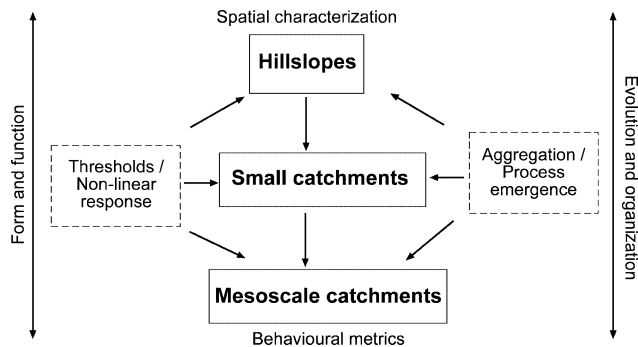 Spatial characterization
Hillslopes
Form and function
Thresholds /
Non-linear
response
Small catchments
Aggregation /
Process
emergence
Evolution and organization
Mesoscale catchments
Behavioural metrics